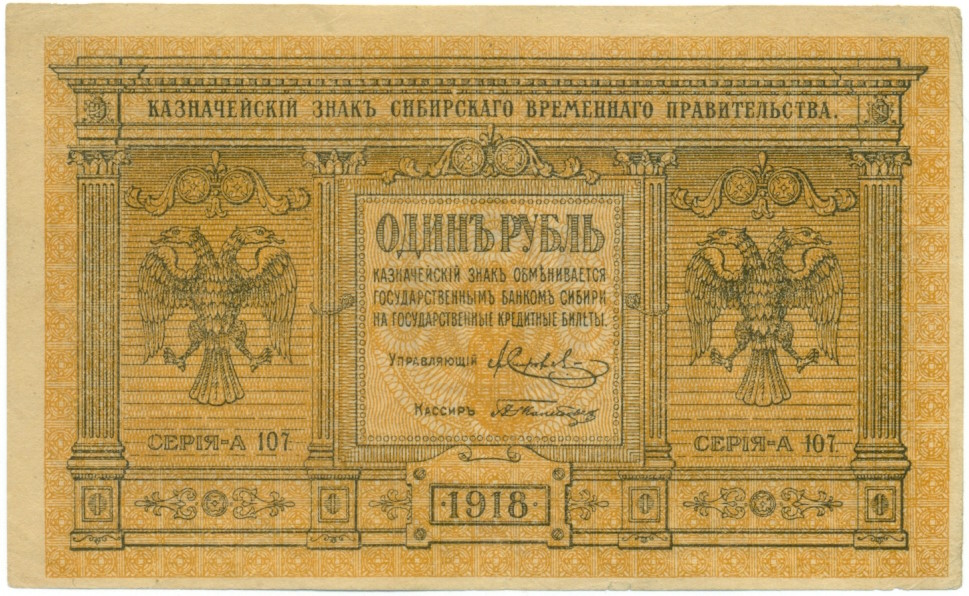 КАЗНАЧЕЙСКІЙ ЗНАКЪ СИБИРСКАГО ВРЕМЕННАГО ПРАВИТЕЛЬСТВА.
ОДИНЪ РУБЛЬ
КАЗНАЧЕЙСКІЙ ЗНАКЪ ОБМѢНИВАЕТСЯ
ГОСУДАРСТВЕННЫМЪ БАНКОМЪ СИБИРИ
НА ГОСУДАРСТВЕННЫЕ КРЕДИТНЫЕ БИЛЕТЫ.
УПРАВЛЯЮЩІЙ
КАССИРЪ
СЕРІЯ-А 107.
СЕРІЯ-А 107.
1918